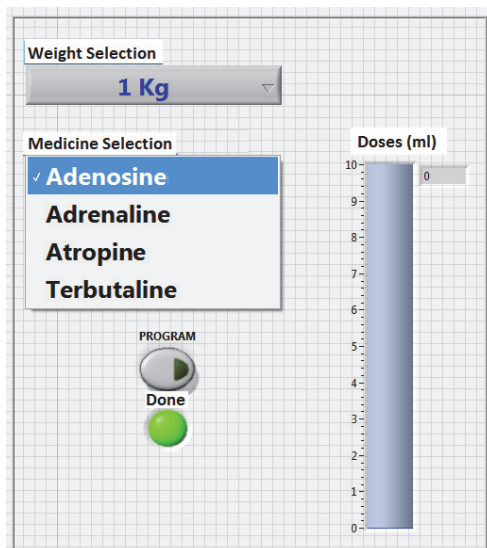 Weight Selection
1 Kg
Medicine Selection
✓ Adenosine
Adrenaline
Atropine
Terbutaline
PROGRAM
Done
Doses (ml)
0
10
9
8
7
6
5
4
3
2
1
0